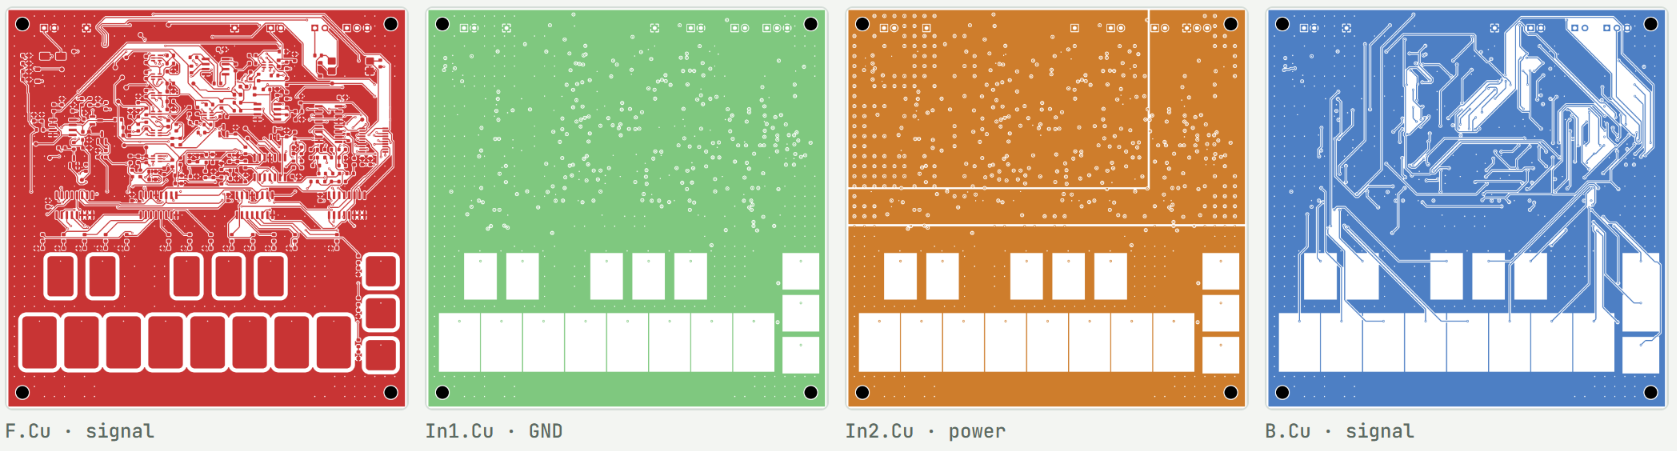 F.Cu · signal
In1.Cu · GND
In2.Cu · power
B.Cu · signal